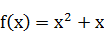 f(x) = x² + x